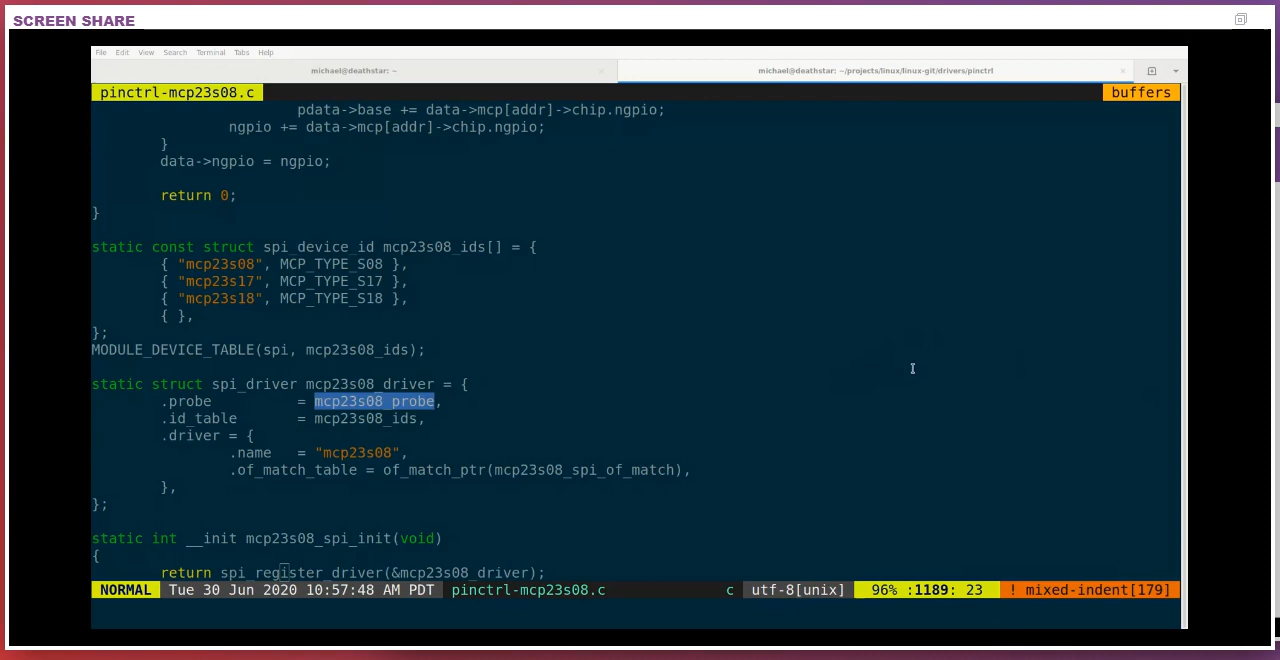 SCREEN SHARE
File Edit View Search Terminal Tabs Help
michael@deathstar: ~
michael@deathstar: ~/projects/linux/linux-git/drivers/pinctrl
pinctrl-mcp23s08.c buffers
pdata->base += data->mcp[addr]->chip.ngpio;
ngpio += data->mcp[addr]->chip.ngpio;
}
data->ngpio = ngpio;
return 0;
}
static const struct spi_device_id mcp23s08_ids[] = {
{ "mcp23s08", MCP_TYPE_S08 },
{ "mcp23s17", MCP_TYPE_S17 },
{ "mcp23s18", MCP_TYPE_S18 },
{ },
};
MODULE_DEVICE_TABLE(spi, mcp23s08_ids);
static struct spi_driver mcp23s08_driver = {
.probe = mcp23s08_probe,
.id_table = mcp23s08_ids,
.driver = {
.name = "mcp23s08",
.of_match_table = of_match_ptr(mcp23s08_spi_of_match),
},
};
static int __init mcp23s08_spi_init(void)
{
return spi_register_driver(&mcp23s08_driver);
NORMAL Tue 30 Jun 2020 10:57:48 AM PDT pinctrl-mcp23s08.c c utf-8[unix] 96% :1189: 23 ! mixed-indent[179]